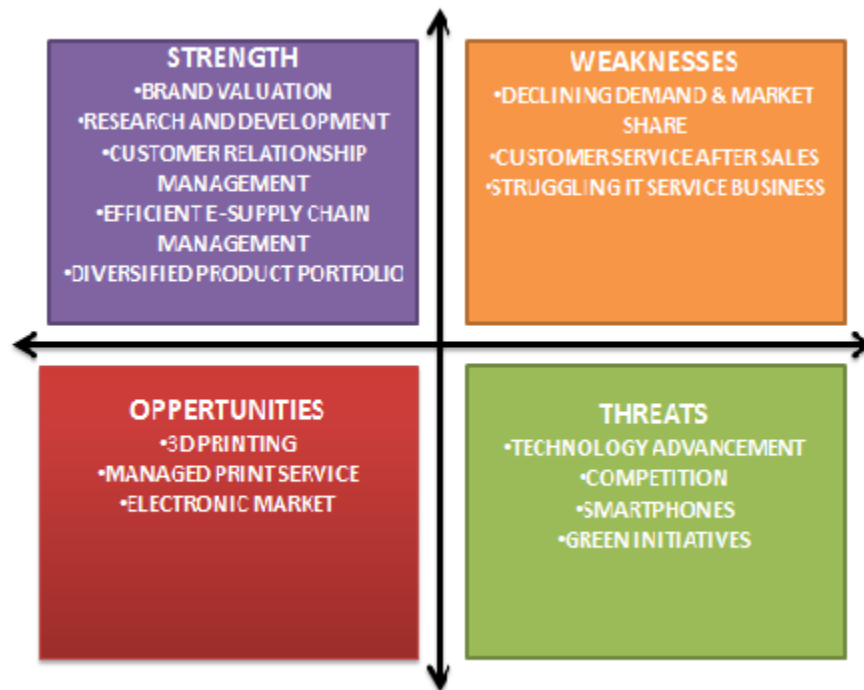 STRENGTH
•BRAND VALUATION
•RESEARCH AND DEVELOPMENT
•CUSTOMER RELATIONSHIP
MANAGEMENT
•EFFICIENT E-SUPPLY CHAIN
MANAGEMENT
•DIVERSIFIED PRODUCT PORTFOLIO
WEAKNESSES
•DECLINING DEMAND & MARKET
SHARE
•CUSTOMER SERVICE AFTER SALES
•STRUGGLING IT SERVICE BUSINESS
OPPERTUNITIES
•3D PRINTING
•MANAGED PRINT SERVICE
•ELECTRONIC MARKET
THREATS
•TECHNOLOGY ADVANCEMENT
•COMPETITION
•SMARTPHONES
•GREEN INITIATIVES